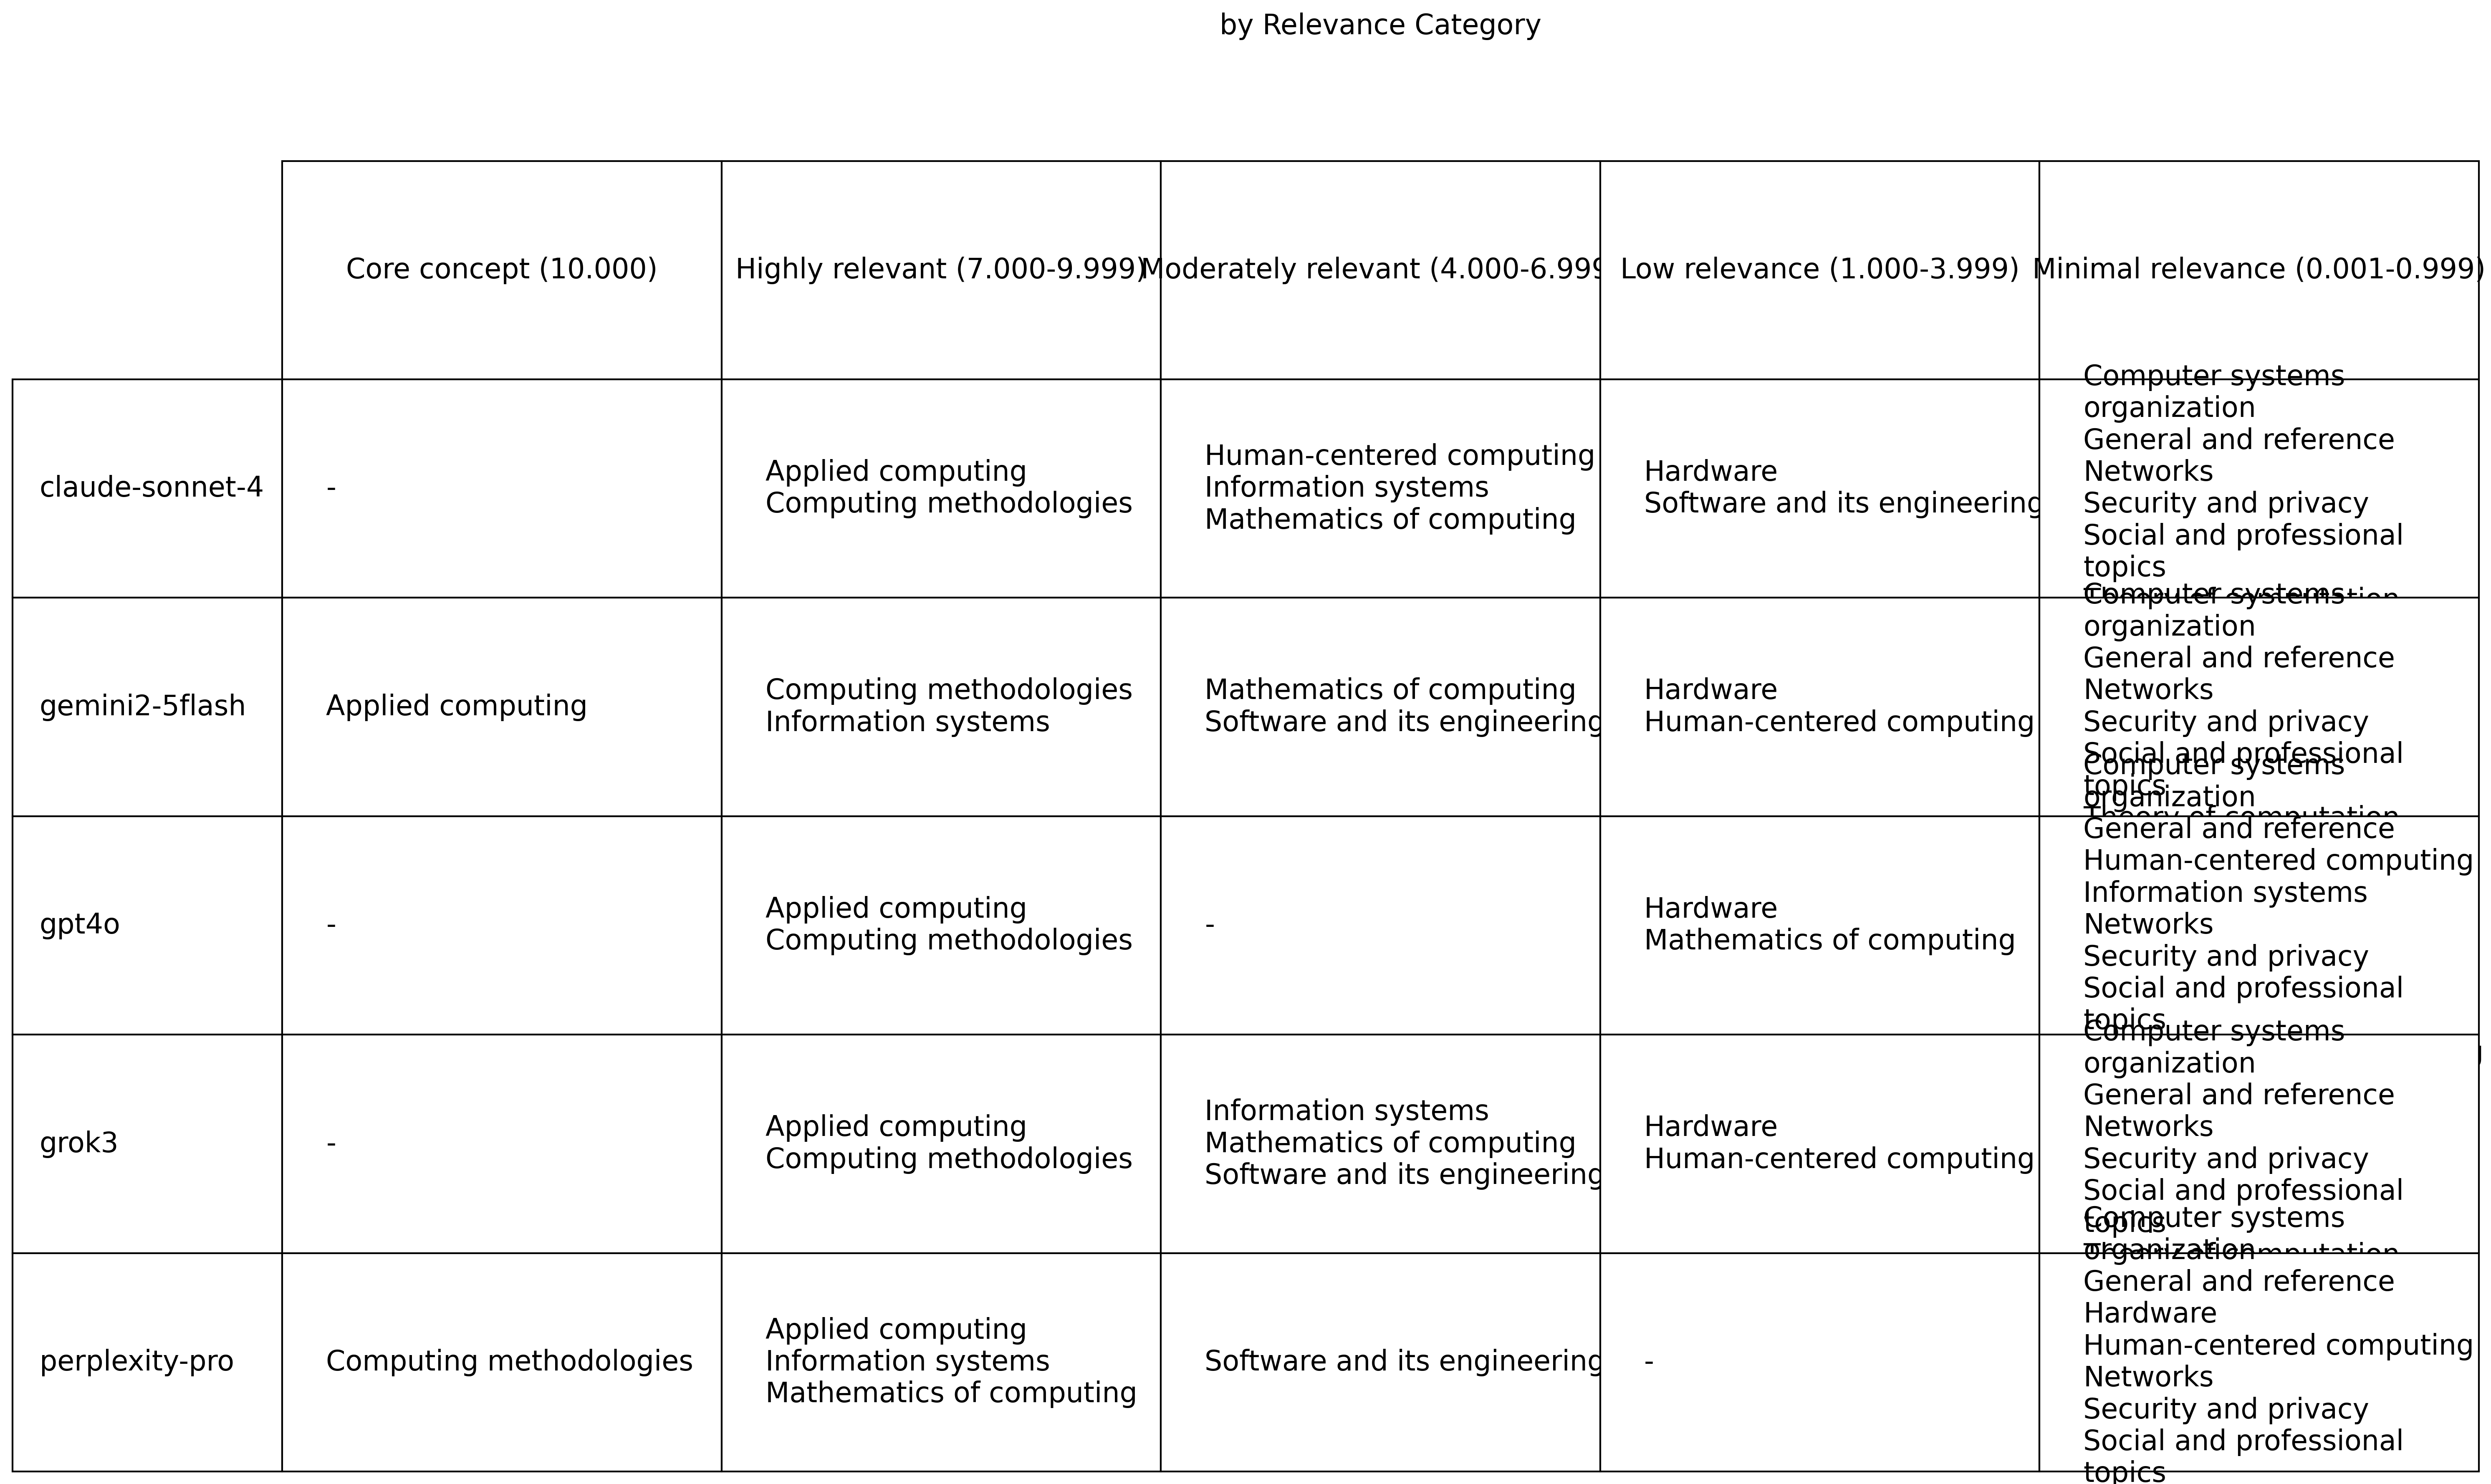 by Relevance Category
Core concept (10.000)
Highly relevant (7.000-9.999)
Moderately relevant (4.000-6.999
Low relevance (1.000-3.999)
Minimal relevance (0.001-0.999)
claude-sonnet-4
-
Applied computing
Computing methodologies
Human-centered computing
Information systems
Mathematics of computing
Hardware
Software and its engineering
Computer systems
organization
General and reference
Networks
Security and privacy
Social and professional
topics
gemini2-5flash
Applied computing
Computing methodologies
Information systems
Mathematics of computing
Software and its engineering
Hardware
Human-centered computing
Computer systems
organization
General and reference
Networks
Security and privacy
Social and professional
topics
Theory of computation
gpt4o
-
Applied computing
Computing methodologies
-
Hardware
Mathematics of computing
Computer systems
organization
General and reference
Human-centered computing
Information systems
Networks
Security and privacy
Social and professional
topics
grok3
-
Applied computing
Computing methodologies
Information systems
Mathematics of computing
Software and its engineering
Hardware
Human-centered computing
Computer systems
organization
General and reference
Networks
Security and privacy
Social and professional
topics
perplexity-pro
Computing methodologies
Applied computing
Information systems
Mathematics of computing
Software and its engineering
-
Computer systems
organization
General and reference
Hardware
Human-centered computing
Networks
Security and privacy
Social and professional
topics